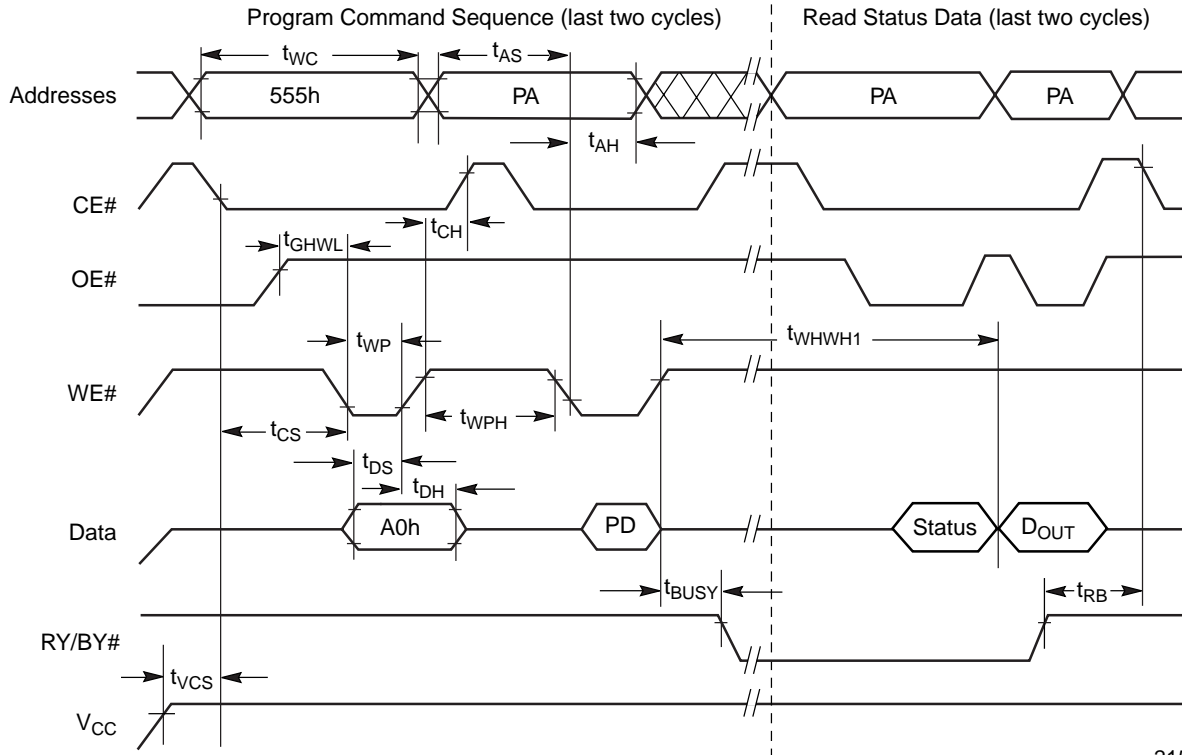 Program Command Sequence (last two cycles) Read Status Data (last two cycles)
tWC tAS
Addresses 555h PA PA PA
tAH
CE#
tCH
tGHWL
OE#
tWP tWHWH1
WE#
tCS tWPH
tDS
tDH
Data A0h PD Status DOUT
tBUSY tRB
RY/BY#
tVCS
VCC